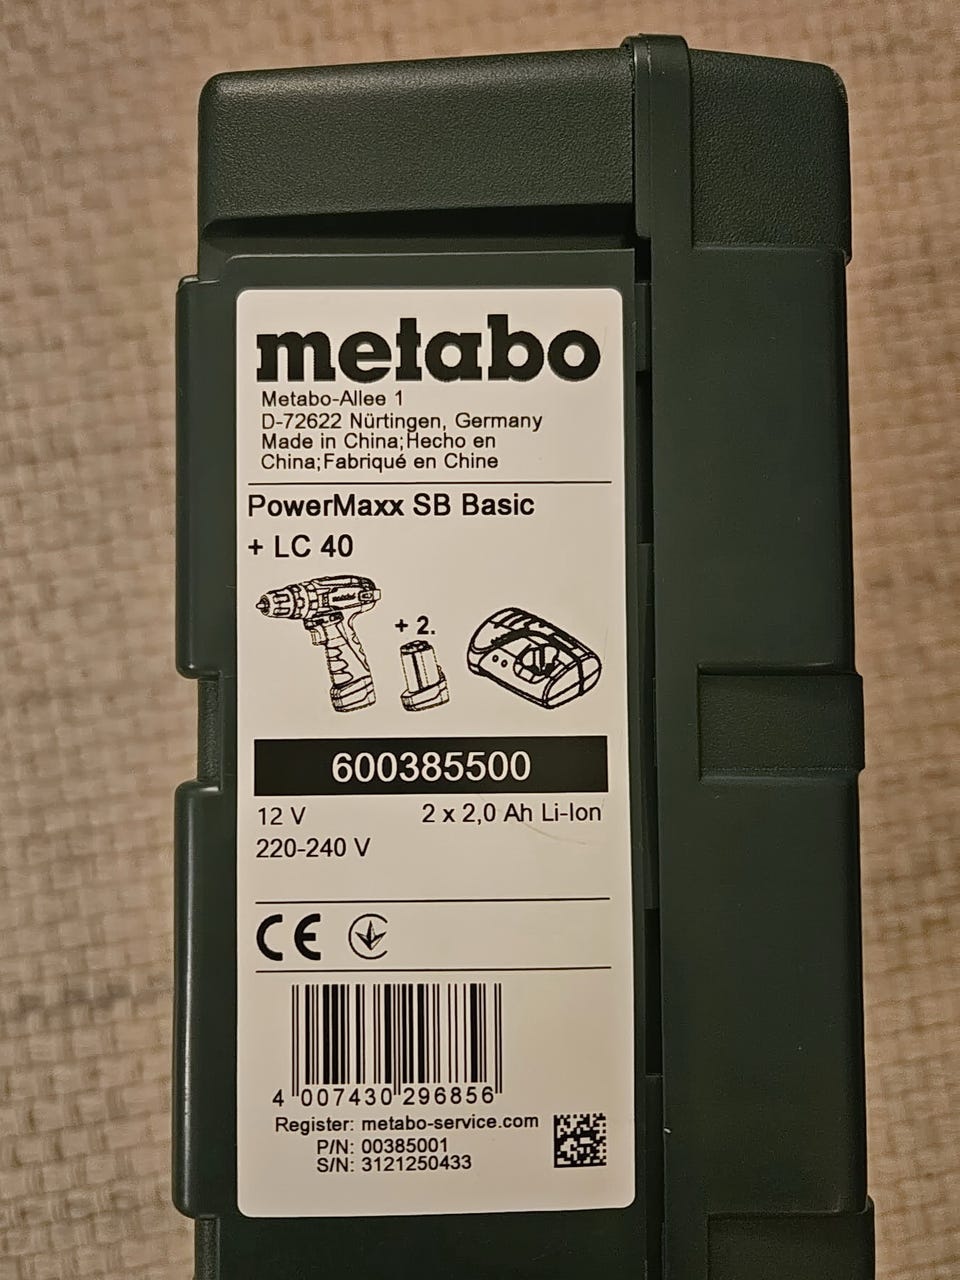 metabo
Metabo-Allee 1
D-72622 Nürtingen, Germany
Made in China;Hecho en
China;Fabriqué en Chine
PowerMaxx SB Basic
+ LC 40
metabo
+ 2.
600385500
12 V 2 x 2,0 Ah Li-Ion
220-240 V
CE
4 007430 296856
Register: metabo-service.com
P/N: 00385001
S/N: 3121250433